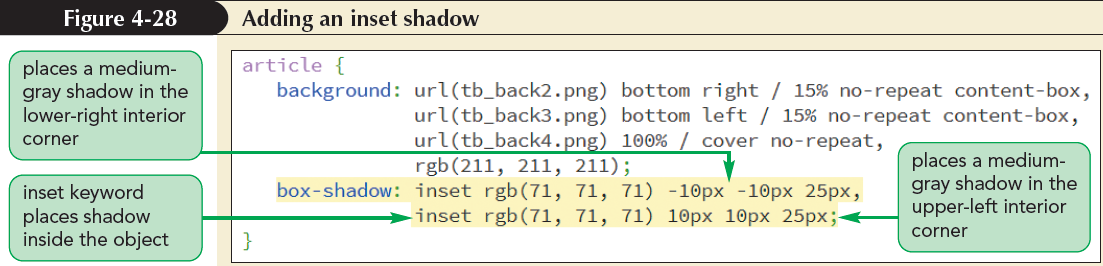 Figure 4-28
Adding an inset shadow
places a medium-
gray shadow in the
lower-right interior
corner
inset keyword
places shadow
inside the object
article {
background: url(tb_back2.png) bottom right / 15% no-repeat content-box,
url(tb_back3.png) bottom left / 15% no-repeat content-box,
url(tb_back4.png) 100% / cover no-repeat,
rgb(211, 211, 211);
box-shadow: inset rgb(71, 71, 71) -10px -10px 25px,
inset rgb(71, 71, 71) 10px 10px 25px;
}
places a medium-
gray shadow in the
upper-left interior
corner